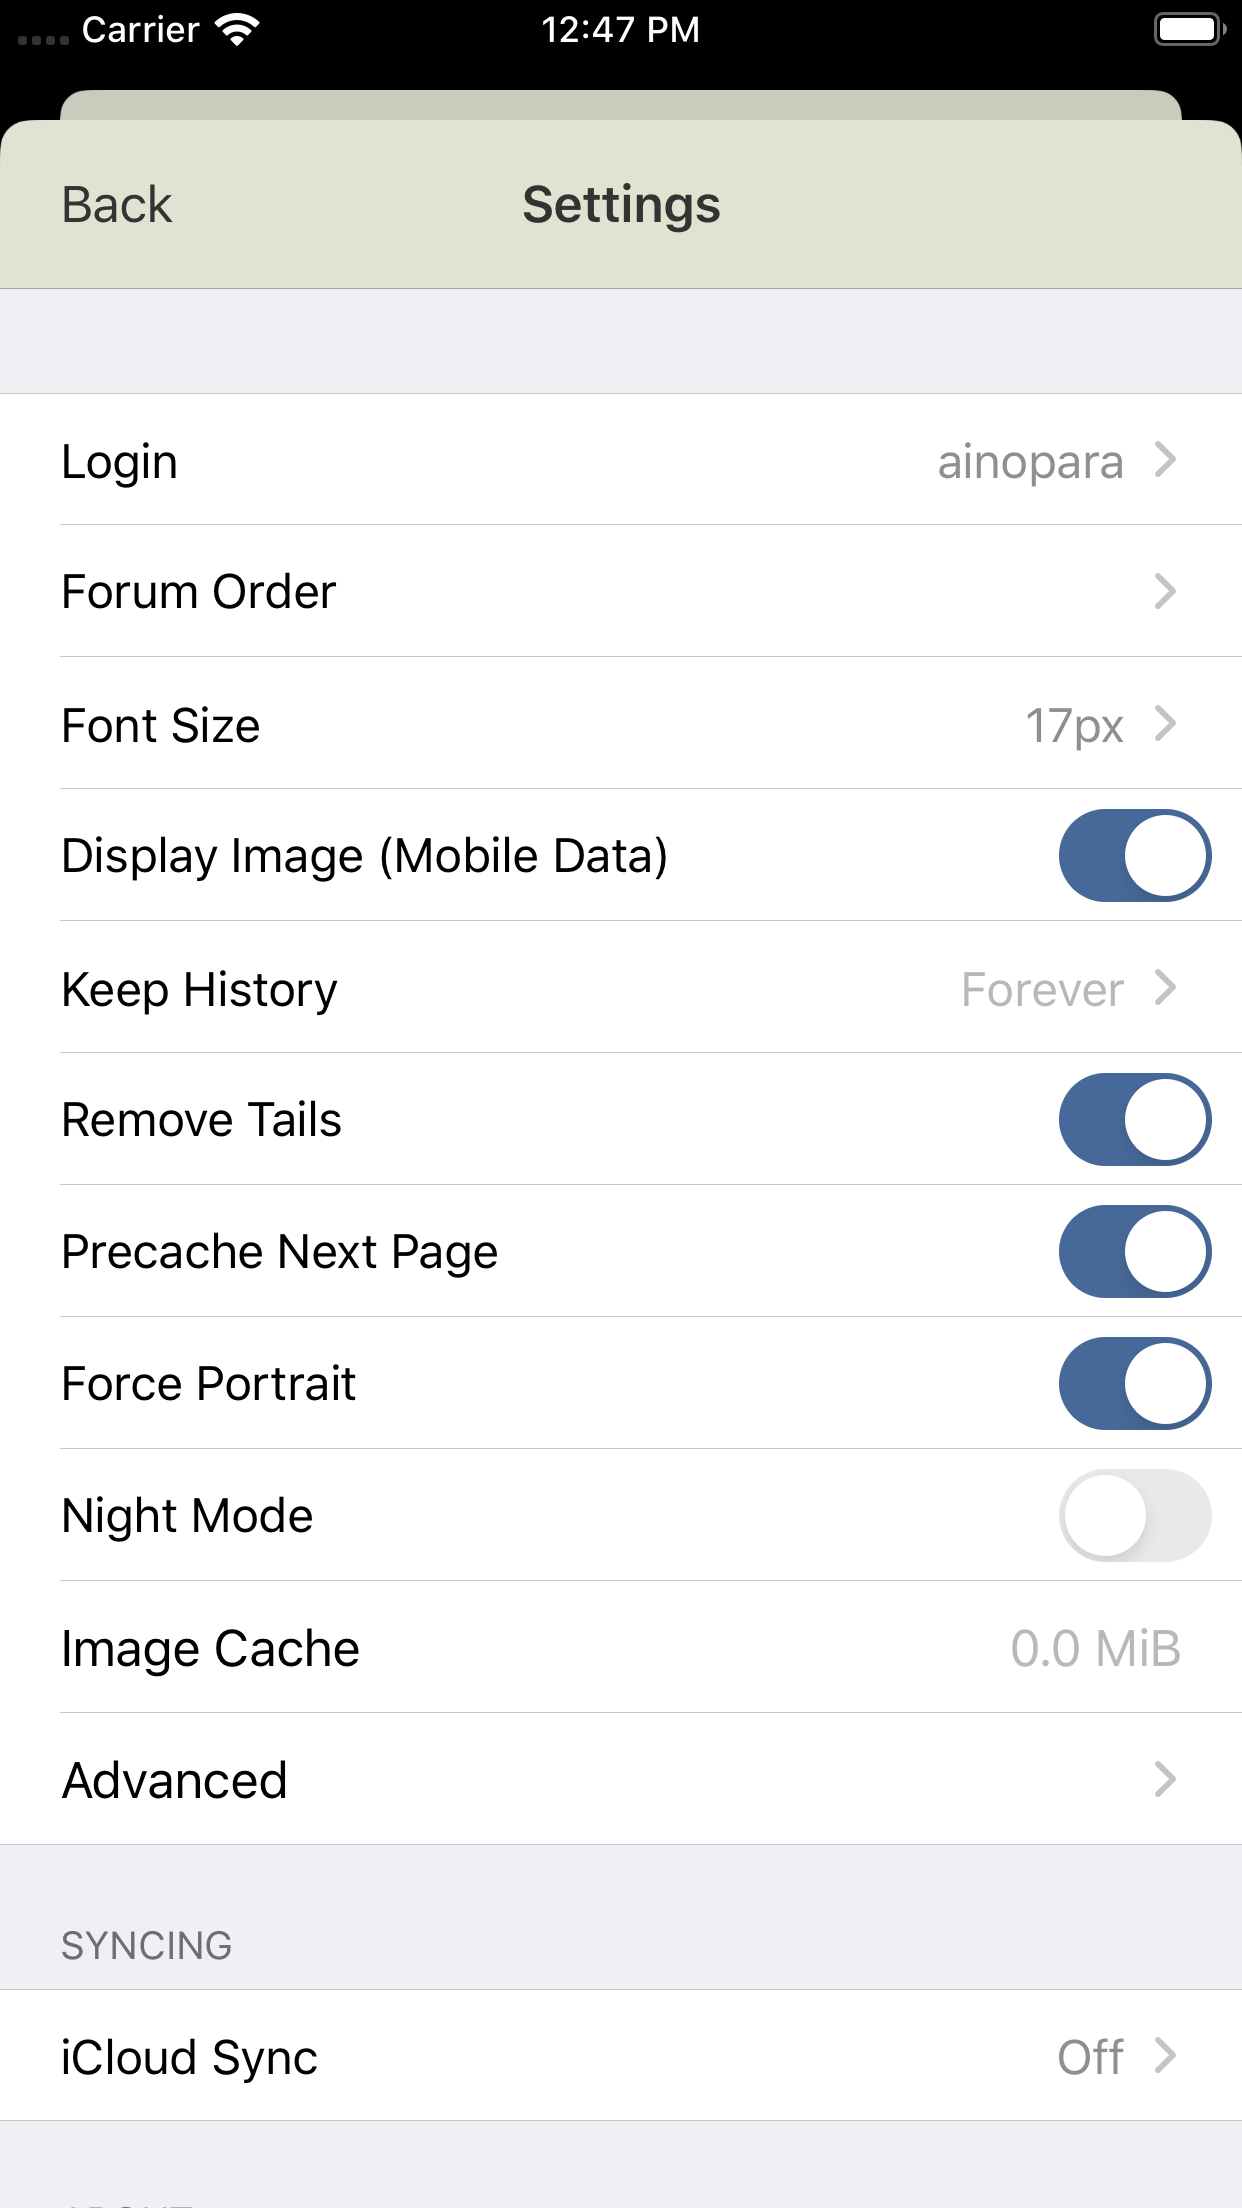 Carrier 12:47 PM
Back Settings
Login ainopara
Forum Order
Font Size 17px
Display Image (Mobile Data)
Keep History Forever
Remove Tails
Precache Next Page
Force Portrait
Night Mode
Image Cache 0.0 MiB
Advanced
SYNCING
iCloud Sync Off